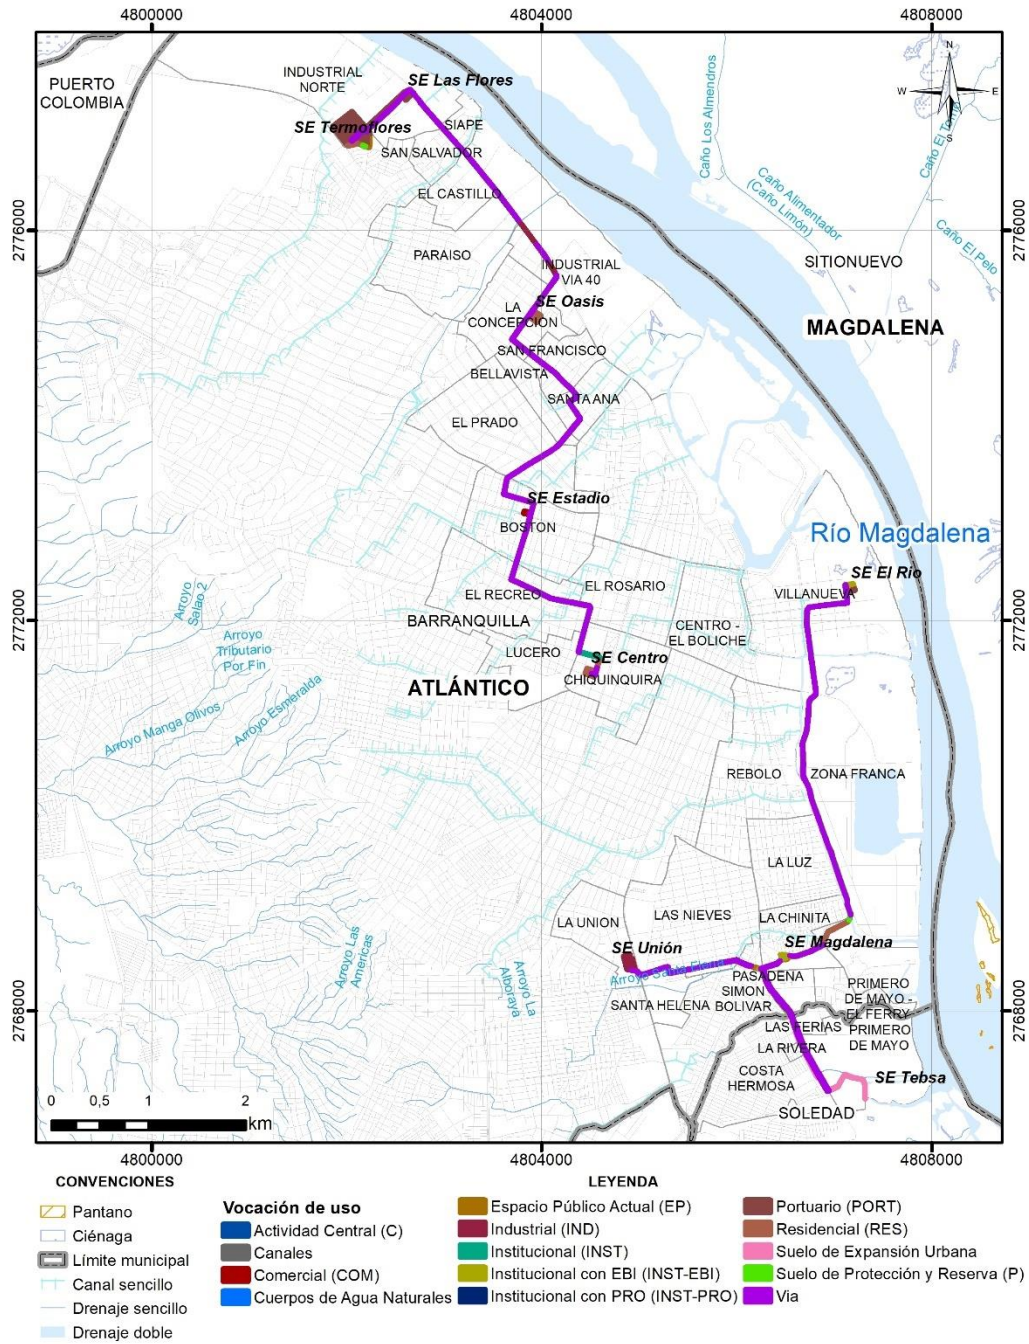 4800000
4804000
4808000
2776000
2772000
2768000
2776000
2772000
2768000
N
W
E
S
PUERTO
COLOMBIA
INDUSTRIAL
NORTE
SE Las Flores
SE Termoflores
SIAPE
SAN SALVADOR
EL CASTILLO
PARAISO
INDUSTRIAL
VIA 40
SE Oasis
LA
CONCEPCION
SAN FRANCISCO
BELLAVISTA
SANTA ANA
EL PRADO
Caño Los Almendros
Caño El Torno
Caño Alimentador
(Caño Limón)
Caño El Pelo
SITIONUEVO
MAGDALENA
SE Estadio
BOSTON
Río Magdalena
SE El Rio
VILLANUEVA
EL RECREO
EL ROSARIO
BARRANQUILLA
CENTRO -
EL BOLICHE
LUCERO
SE Centro
CHIQUINQUIRA
ATLÁNTICO
Arroyo
Salao 2
Arroyo
Tributario
Por Fin
Arroyo Esmeralda
Arroyo Manga Olivos
REBOLO
ZONA FRANCA
LA LUZ
LA UNION
LAS NIEVES
LA CHINITA
SE Unión
SE Magdalena
Arroyo Santa Elena
PASADENA
SIMON
BOLIVAR
SANTA HELENA
PRIMERO
DE MAYO -
EL FERRY
PRIMERO
DE MAYO
LAS FERIAS
LA RIVERA
COSTA
HERMOSA
SE Tebsa
SOLEDAD
Arroyo Las
Americas
Arroyo La
Alboraya
0 0,5 1 2
km
4800000
4804000
4808000
CONVENCIONES
Pantano
Ciénaga
Límite municipal
Canal sencillo
Drenaje sencillo
Drenaje doble
LEYENDA
Vocación de uso
Actividad Central (C)
Canales
Comercial (COM)
Cuerpos de Agua Naturales
Espacio Público Actual (EP)
Industrial (IND)
Institucional (INST)
Institucional con EBI (INST-EBI)
Institucional con PRO (INST-PRO)
Portuario (PORT)
Residencial (RES)
Suelo de Expansión Urbana
Suelo de Protección y Reserva (P)
Via